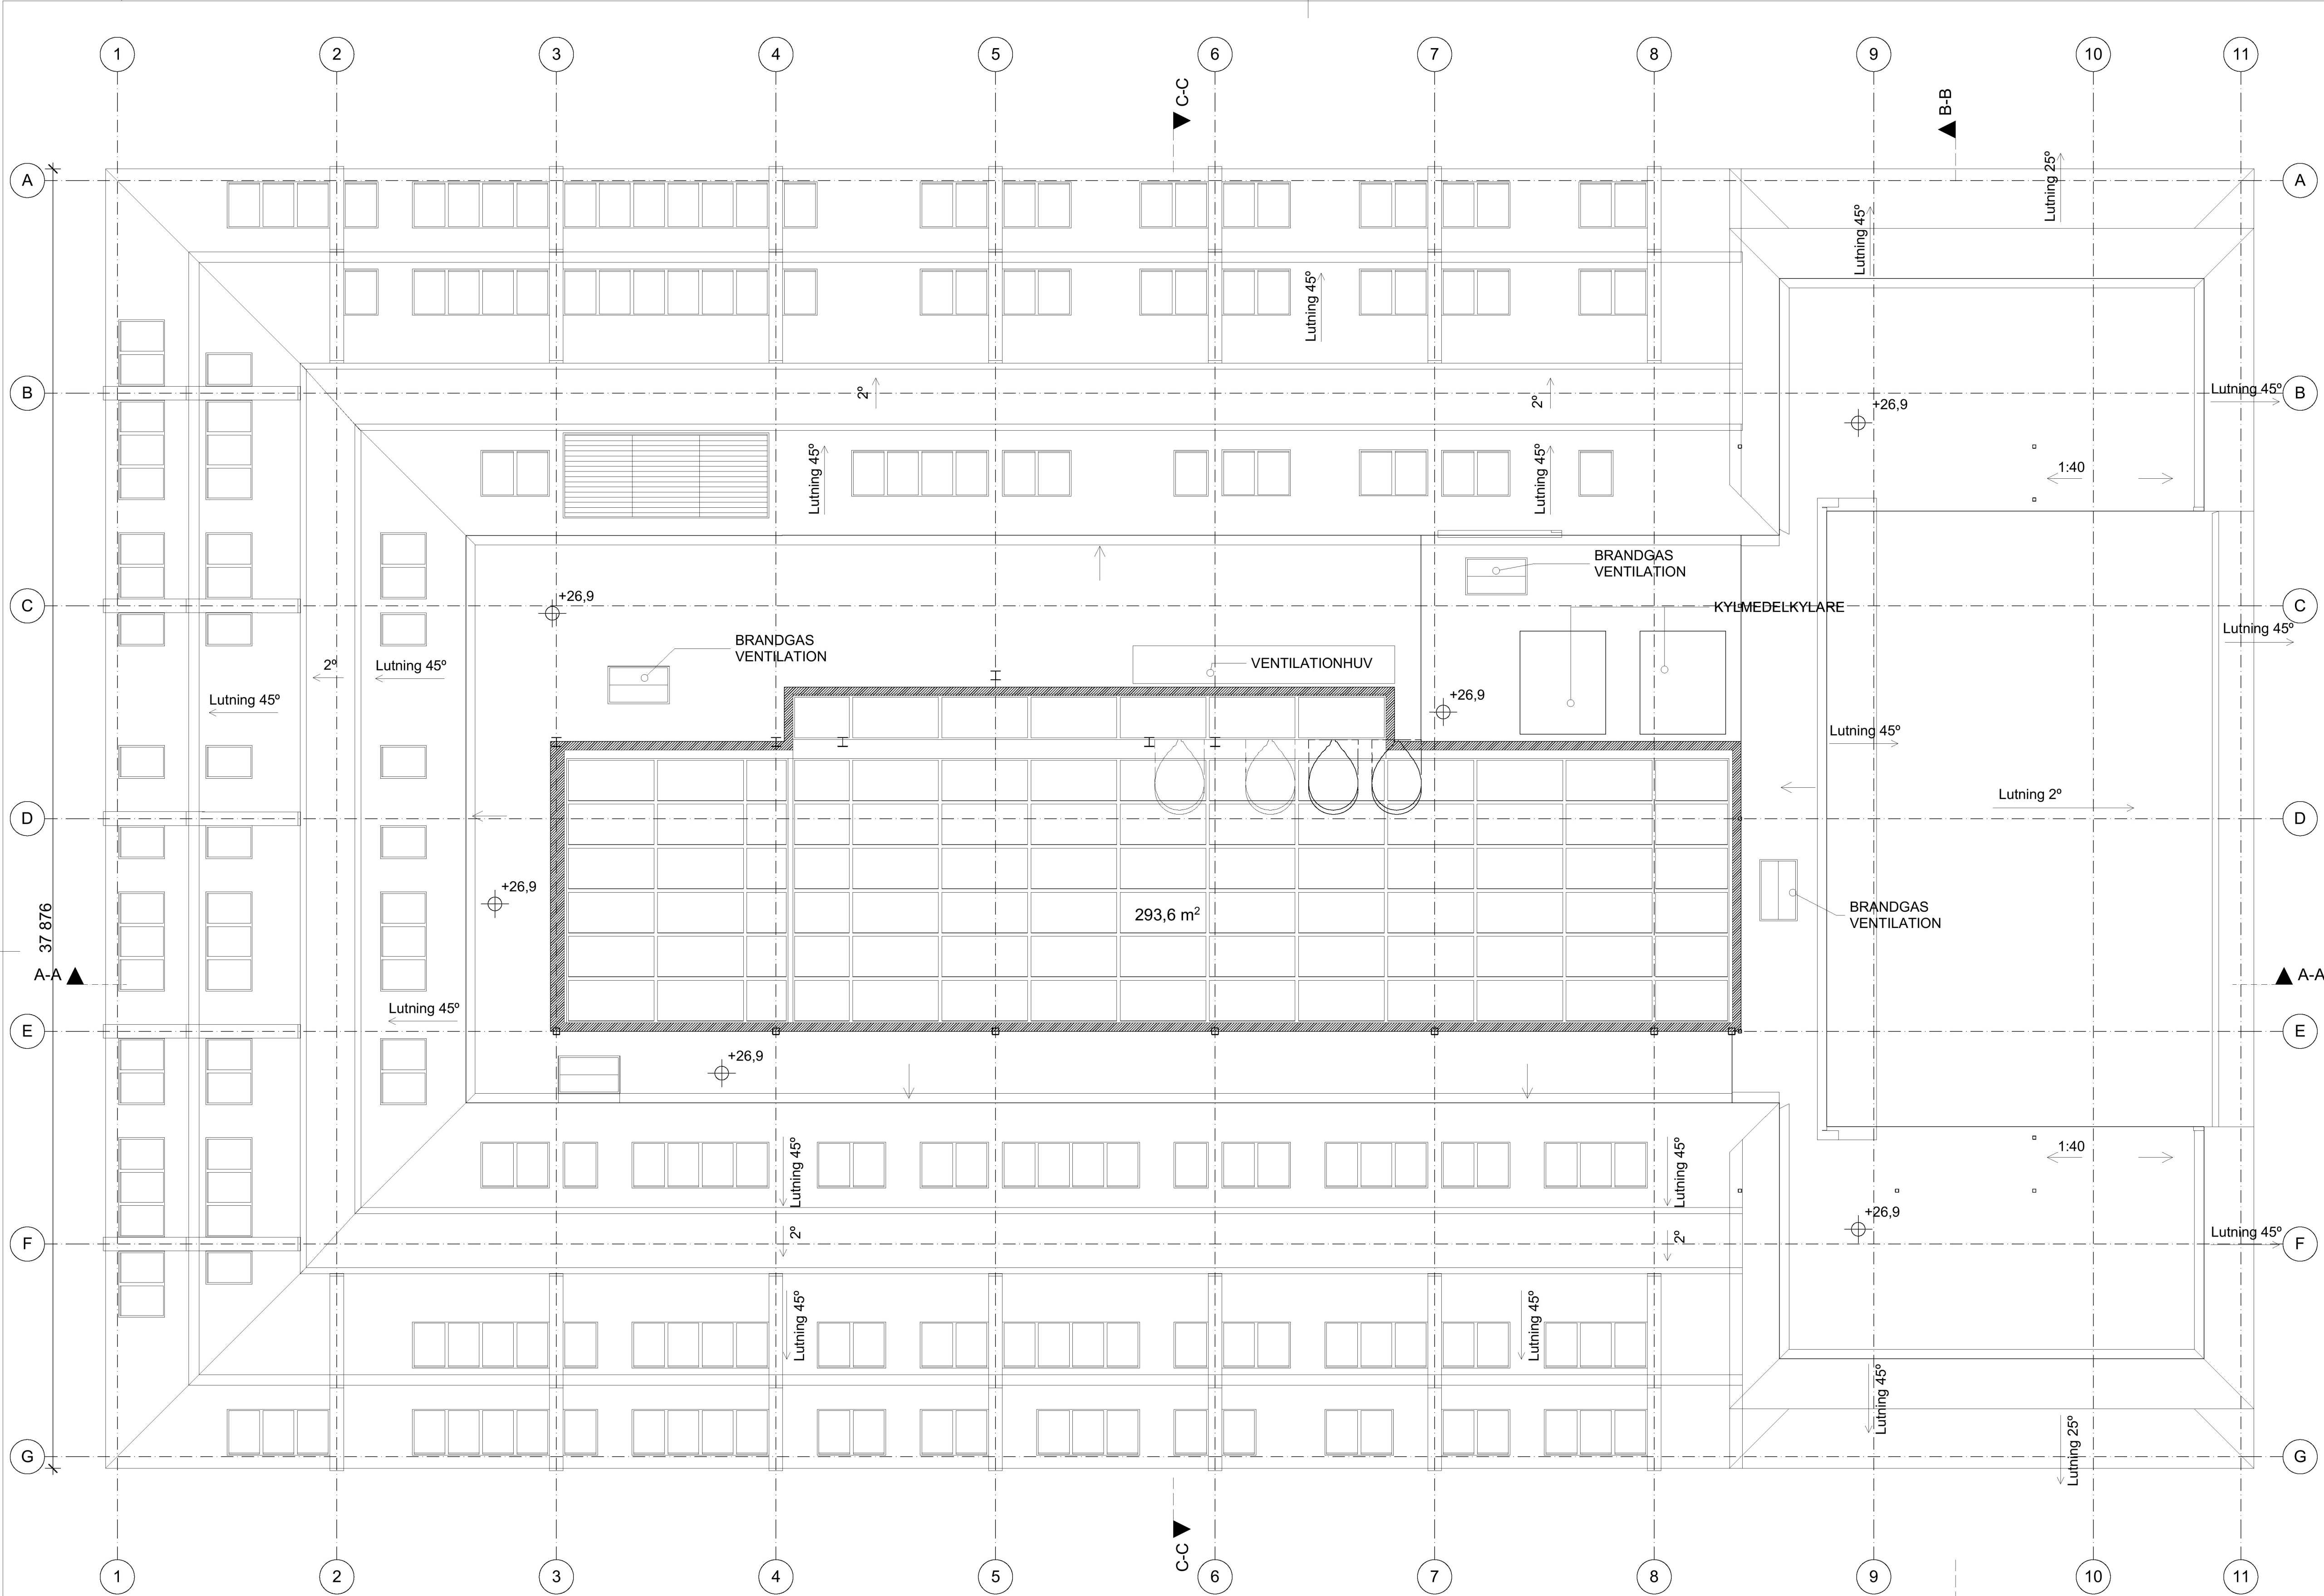 1 2 3 4 5 6 7 8 9 10 11
C-C
B-B
A
A
Lutning 25º
Lutning 45º
Lutning 45º
B
2º
2º
Lutning 45º
B
+26,9
Lutning 45º
Lutning 45º
1:40
BRANDGAS
VENTILATION
C
+26,9
KYLMEDELKYLARE
C
Lutning 45º
BRANDGAS
VENTILATION
2º
Lutning 45º
VENTILATIONHUV
Lutning 45º
+26,9
Lutning 45º
Lutning 2º
D
D
+26,9
37 876
293,6 m²
BRANDGAS
VENTILATION
A-A
A-A
Lutning 45º
E
E
+26,9
Lutning 45º
Lutning 45º
1:40
+26,9
2º
2º
Lutning 45º
F
F
Lutning 45º
Lutning 45º
Lutning 45º
Lutning 25º
G
G
C-C
1 2 3 4 5 6 7 8 9 10 11